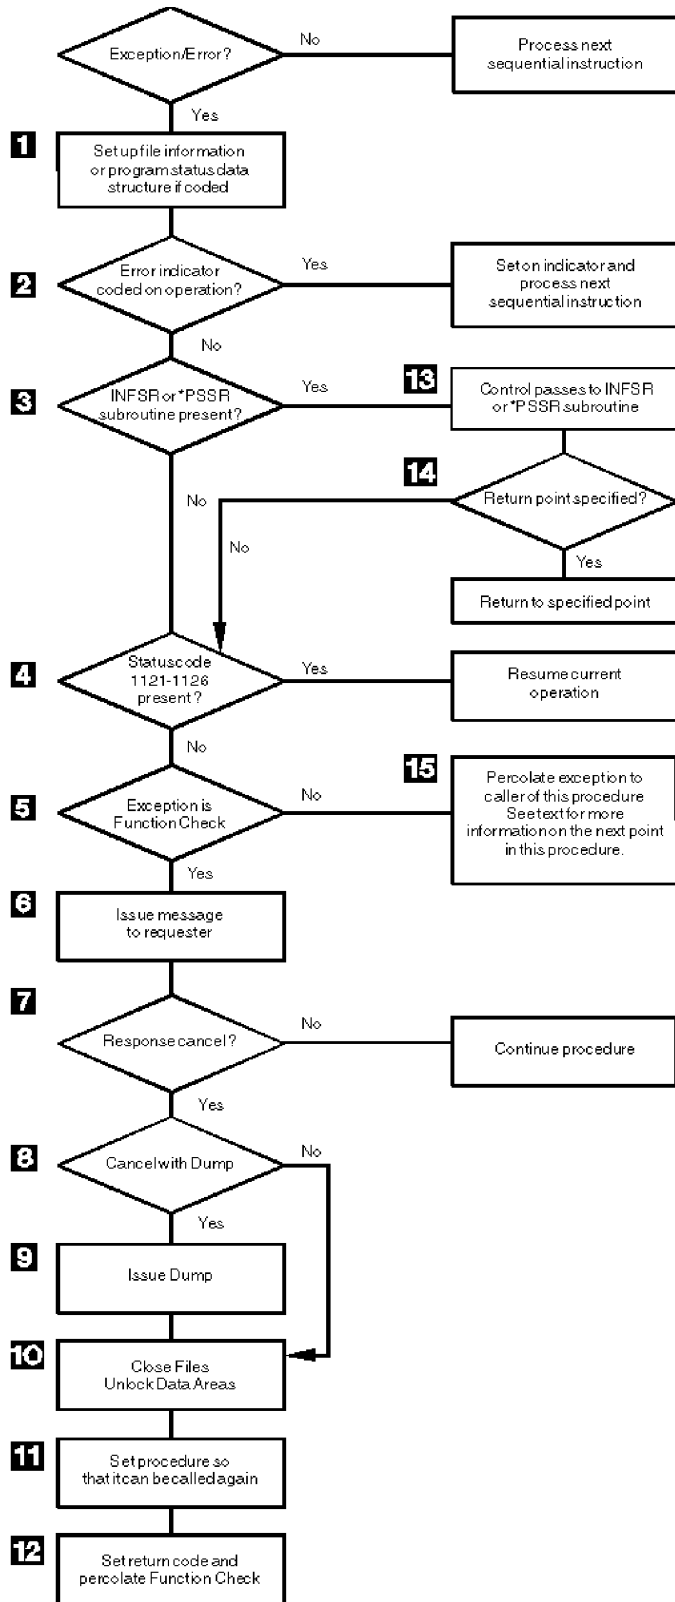 Exception/Error?
No
Process next
sequential instruction
Yes
1
Set up file information
or program status data
structure if coded
2
Error indicator
coded on operation?
Yes
Set on indicator and
process next
sequential instruction
No
3
INFSR or *PSSR
subroutine present?
Yes
13
Control passes to INFSR
or *PSSR subroutine
14
Return point specified?
No
No
Yes
Return to specified point
4
Status code
1121-1126
present?
Yes
Resume current
operation
No
5
Exception is
Function Check
No
15
Percolate exception to
caller of this procedure
See text for more
information on the next point
in this procedure.
Yes
6
Issue message
to requester
7
Response cancel?
No
Continue procedure
Yes
8
Cancel with Dump
No
Yes
9
Issue Dump
10
Close Files
Unlock Data Areas
11
Set procedure so
that it can be called again
12
Set return code and
percolate Function Check